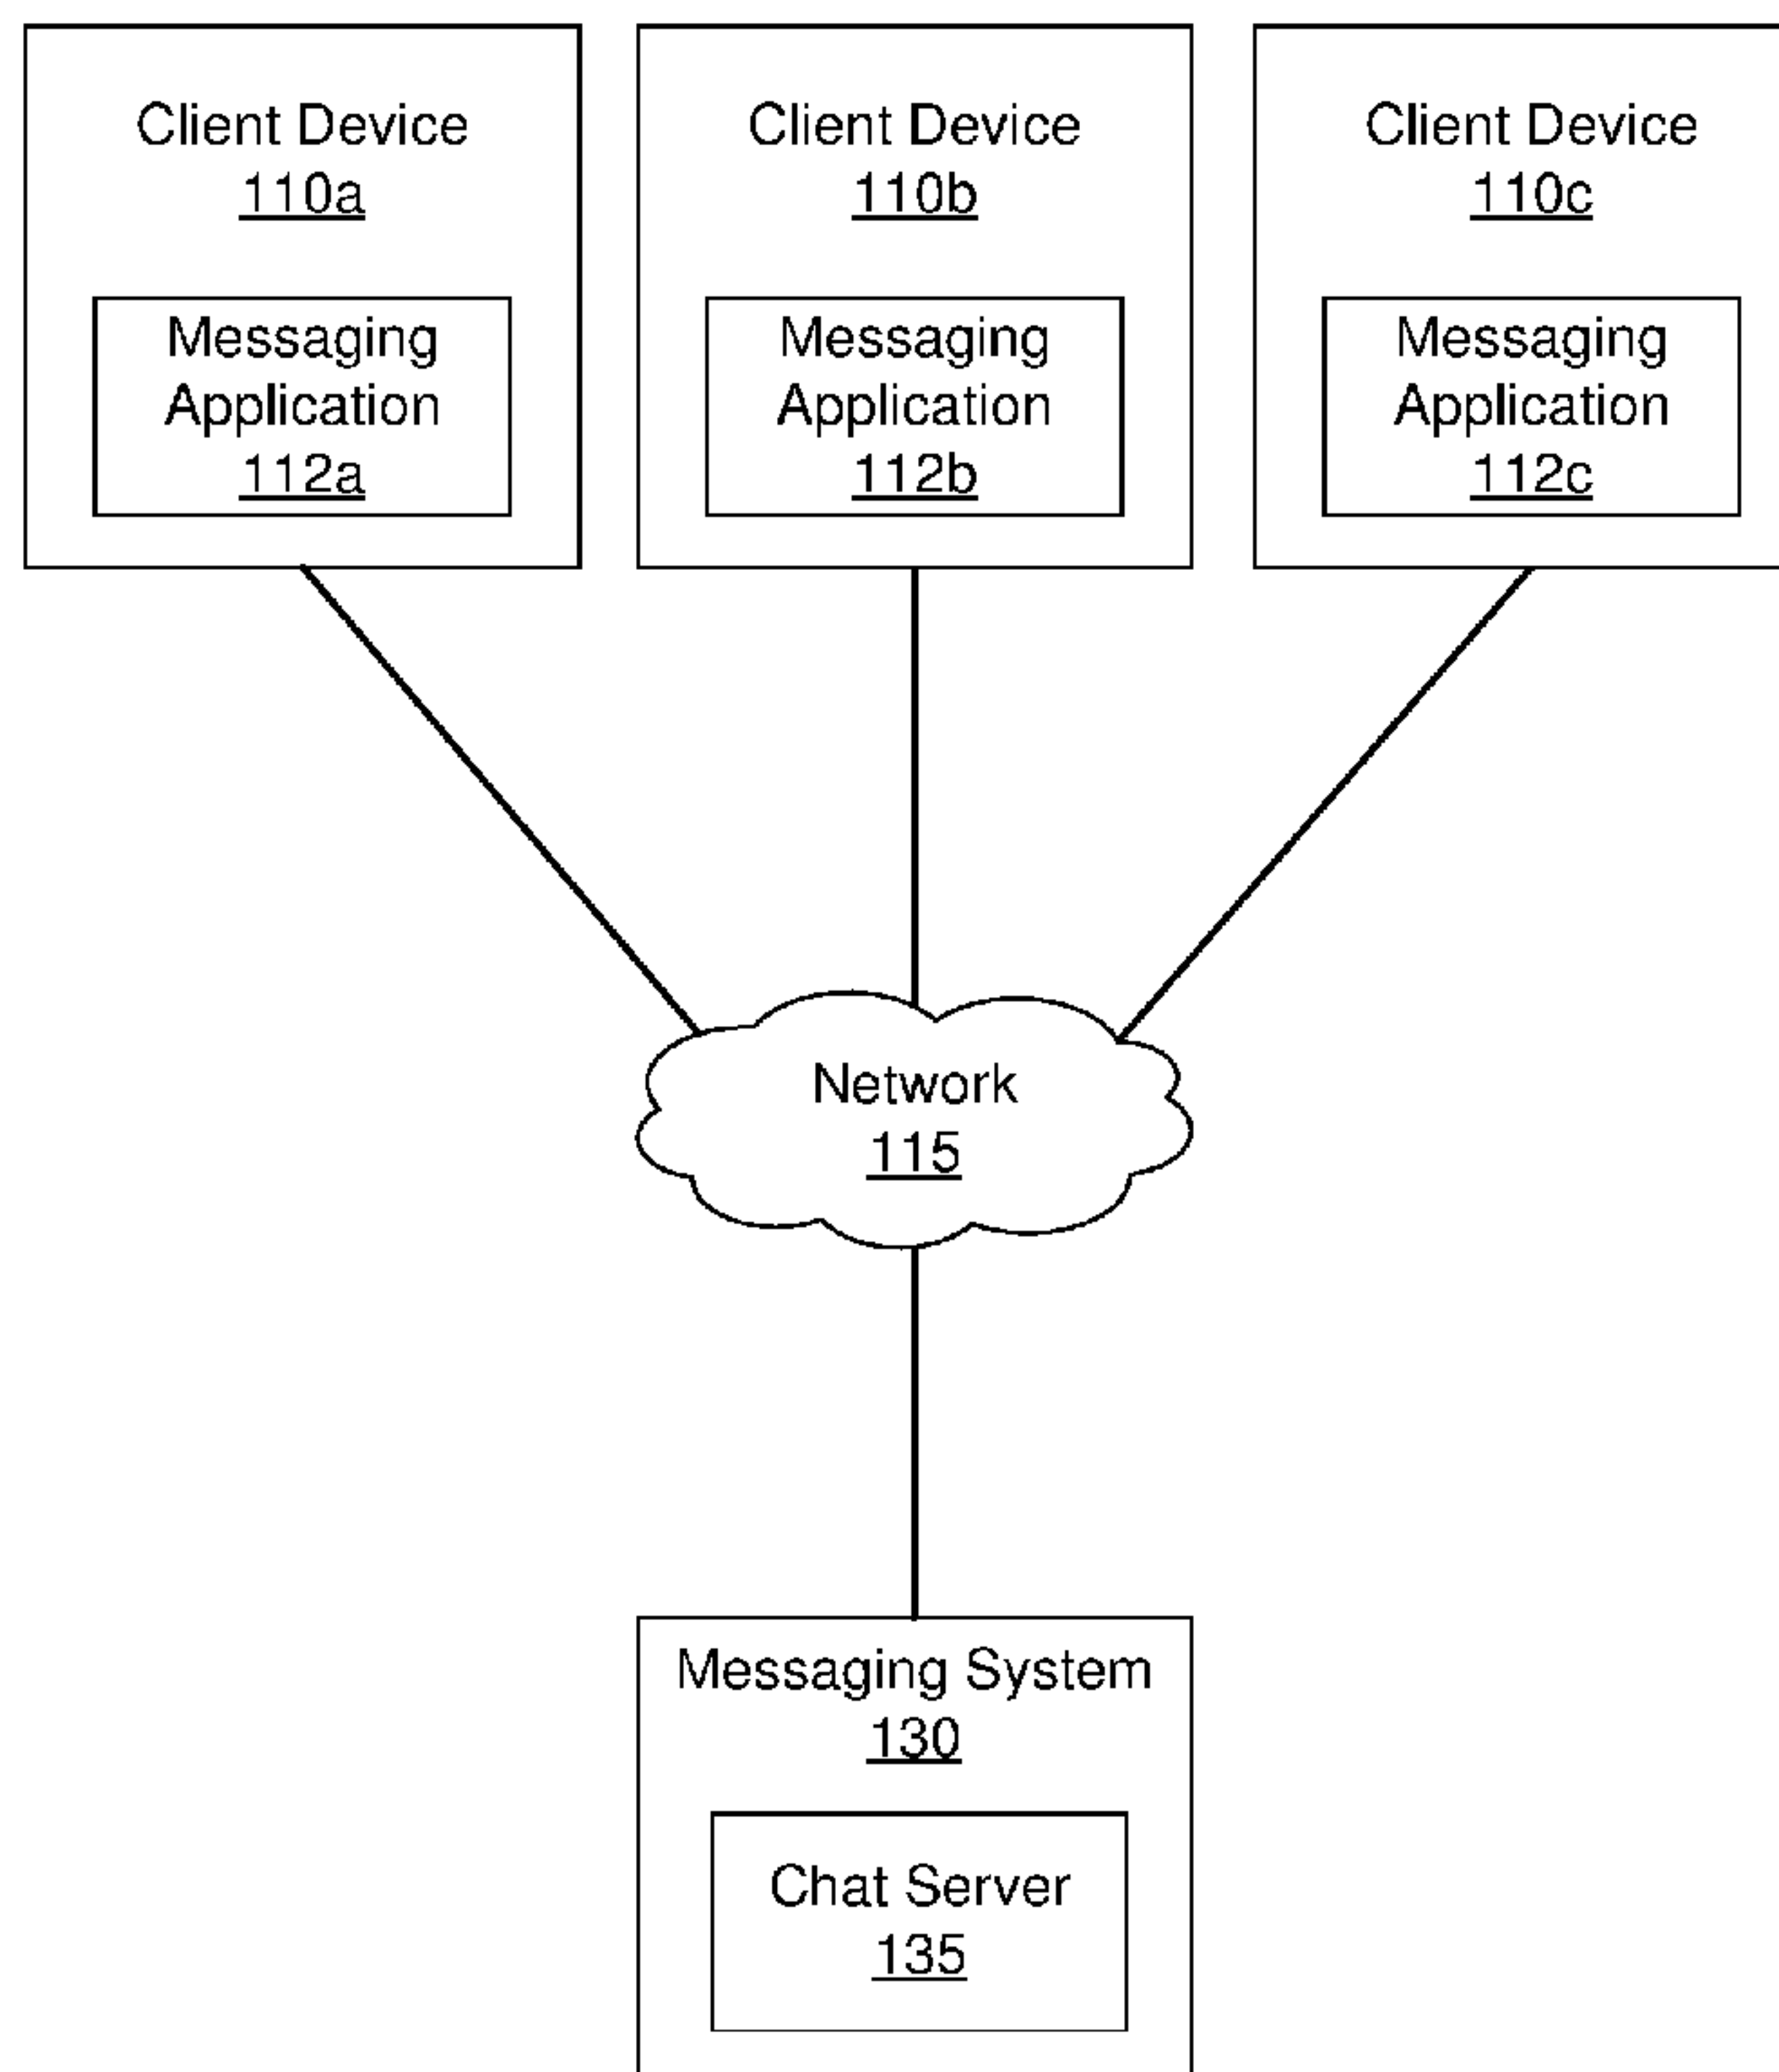 Client Device
110a
Messaging
Application
112a
Client Device
110b
Messaging
Application
112b
Client Device
110c
Messaging
Application
112c
Network
115
Messaging System
130
Chat Server
135